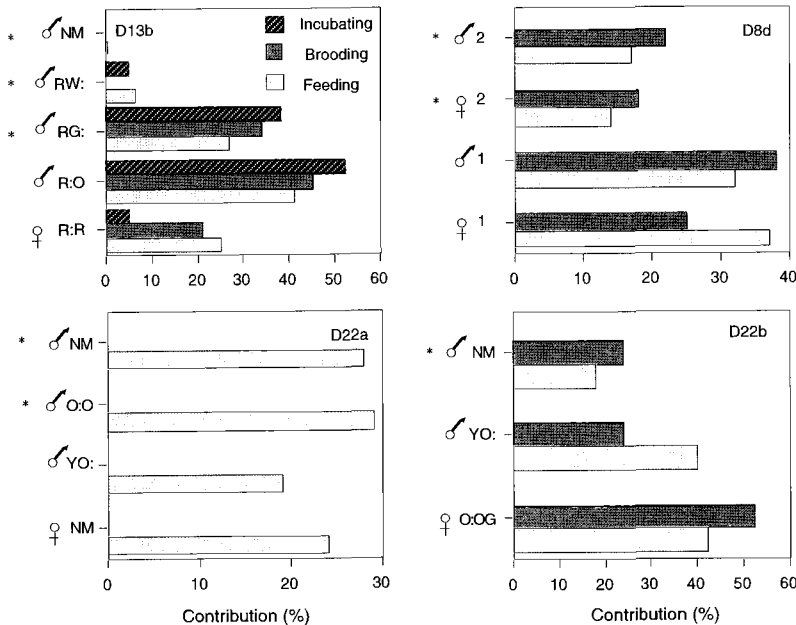 D13b
Incubating
Brooding
Feeding
* ♂ NM
* ♂ RW:
* ♂ RG:
♂ R:O
♀ R:R
0 10 20 30 40 50 60
D8d
* ♂ 2
* ♀ 2
♂ 1
♀ 1
0 10 20 30 40
D22a
* ♂ NM
* ♂ O:O
♂ YO:
♀ NM
0 10 20 30
Contribution (%)
D22b
* ♂ NM
♂ YO:
♀ O:OG
0 10 20 30 40 50 60
Contribution (%)